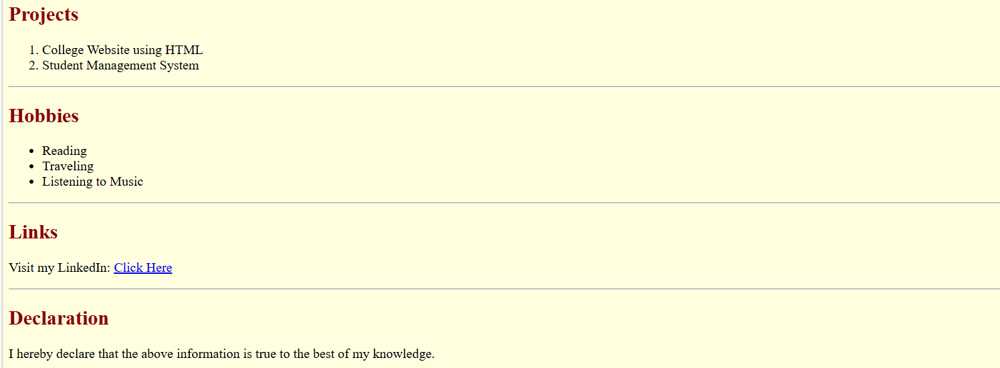 Projects
1. College Website using HTML
2. Student Management System
Hobbies
• Reading
• Traveling
• Listening to Music
Links
Visit my LinkedIn: Click Here
Declaration
I hereby declare that the above information is true to the best of my knowledge.